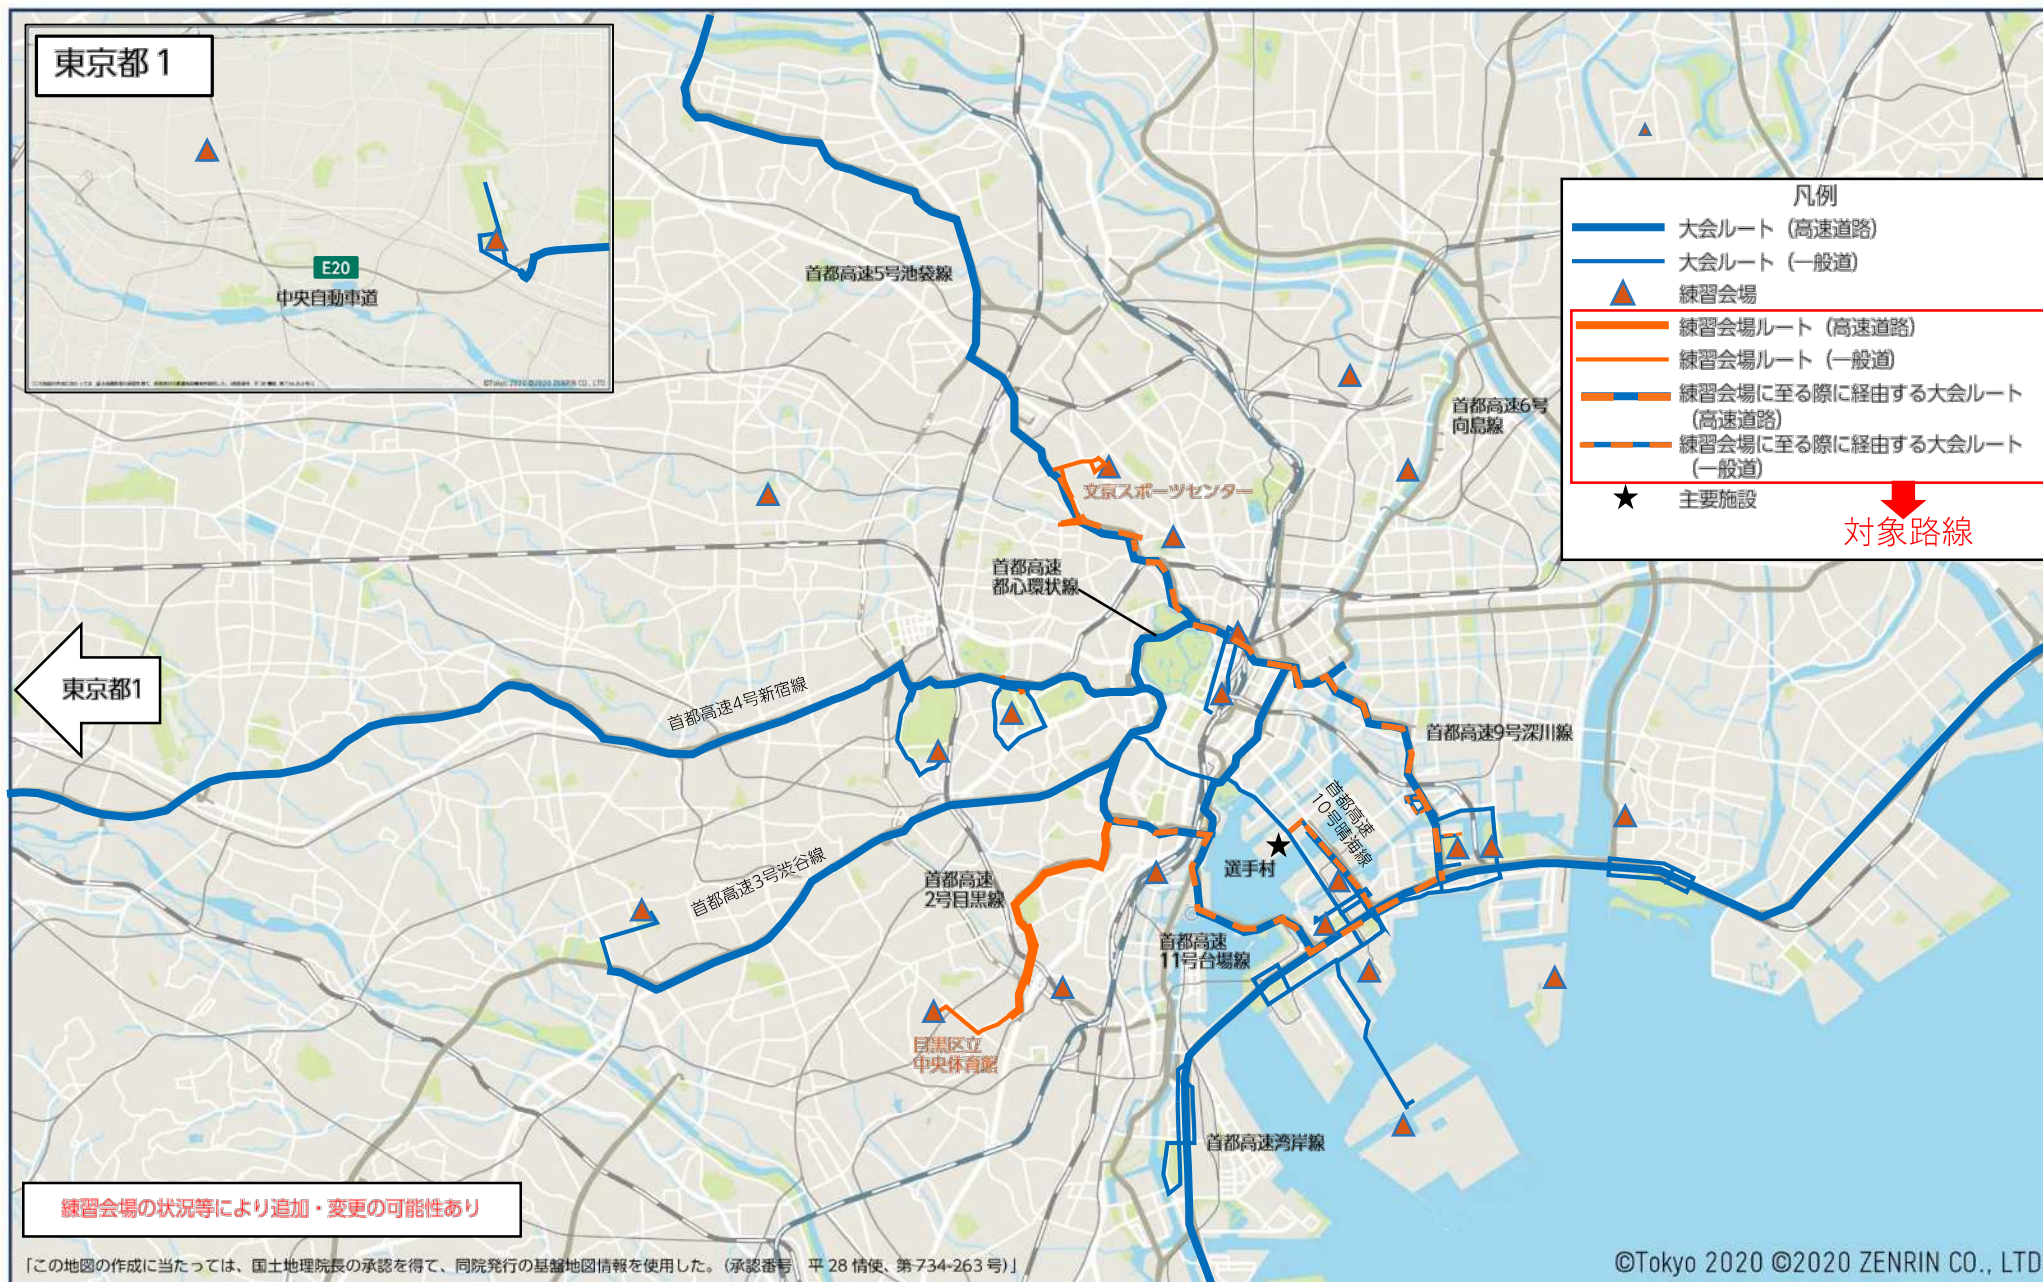 東京都1
E20
中央自動車道
©Tokyo 2020 ©2020 ZENRIN CO., LTD
凡例
大会ルート（高速道路）
大会ルート（一般道）
練習会場
練習会場ルート（高速道路）
練習会場ルート（一般道）
練習会場に至る際に経由する大会ルート
（高速道路）
練習会場に至る際に経由する大会ルート
（一般道）
主要施設
対象路線
首都高速5号池袋線
首都高速6号
向島線
文京スポーツセンター
首都高速
都心環状線
東京都1
首都高速4号新宿線
首都高速9号深川線
首都高速
10号晴海線
選手村
首都高速3号渋谷線
首都高速
2号目黒線
首都高速
11号台場線
目黒区立
中央体育館
首都高速湾岸線
練習会場の状況等により追加・変更の可能性あり
「この地図の作成に当たっては、国土地理院長の承認を得て、同院発行の基盤地図情報を使用した。（承認番号　平 28 情使、第 734-263 号）」
©Tokyo 2020 ©2020 ZENRIN CO., LTD